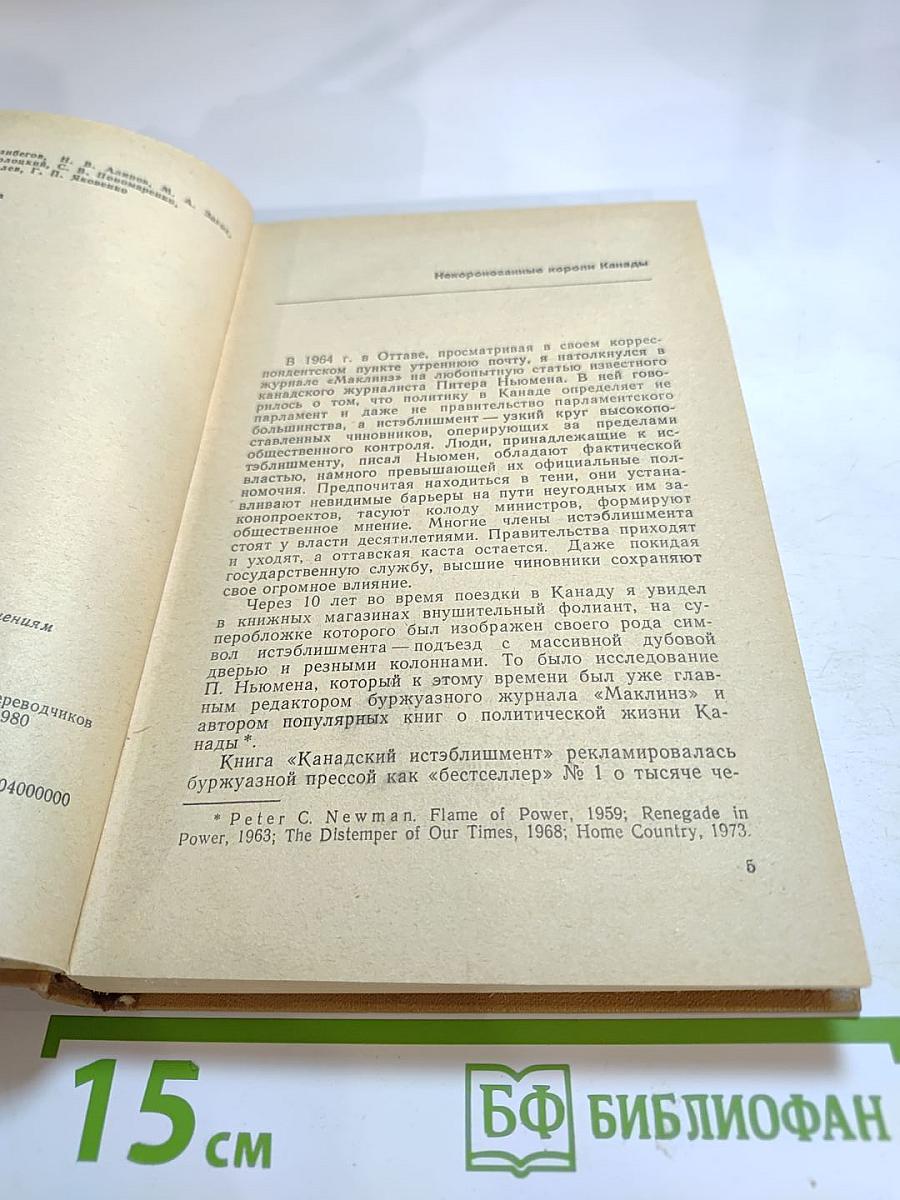 нибегов, Н. В. Алипов, М. А. Загот,
олоцкий, С. В. Пономаренко,
лев, Г. П. Яковенко
ениям
ереводчиков
980
04000000
Некоронованные короли Канады
В 1964 г. в Оттаве, просматривая в своем коррес-
пондентском пункте утреннюю почту, я натолкнулся в
журнале «Маклинз» на любопытную статью известного
канадского журналиста Питера Ньюмена. В ней гово-
рилось о том, что политику в Канаде определяет не
парламент и даже не правительство парламентского
большинства, а истэблишмент — узкий круг высокопо-
ставленных чиновников, оперирующих за пределами
общественного контроля. Люди, принадлежащие к ис-
тэблишменту, писал Ньюмен, обладают фактической
властью, намного превышающей их официальные пол-
номочия. Предпочитая находиться в тени, они устана-
вливают невидимые барьеры на пути неугодных им за-
конопроектов, тасуют колоду министров, формируют
общественное мнение. Многие члены истэблишмента
стоят у власти десятилетиями. Правительства приходят
и уходят, а оттавская каста остается. Даже покидая
государственную службу, высшие чиновники сохраняют
свое огромное влияние.
Через 10 лет во время поездки в Канаду я увидел
в книжных магазинах внушительный фолиант, на су-
перобложке которого был изображен своего рода сим-
вол истэблишмента — подъезд с массивной дубовой
дверью и резными колоннами. То было исследование
П. Ньюмена, который к этому времени был уже глав-
ным редактором буржуазного журнала «Маклинз» и
автором популярных книг о политической жизни Ка-
нады *.
Книга «Канадский истэблишмент» рекламировалась
буржуазной прессой как «бестселлер» № 1 о тысяче че-
* Peter C. Newman. Flame of Power, 1959; Renegade in
Power, 1963; The Distemper of Our Times, 1968; Home Country, 1973.
5
15 см
БФ БИБЛИОФАН